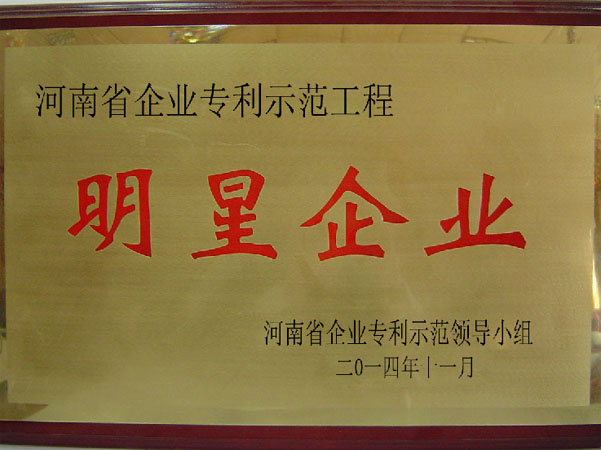 河南省企业专利示范工程
明星企业
河南省企业专利示范领导小组
二0一四年十一月